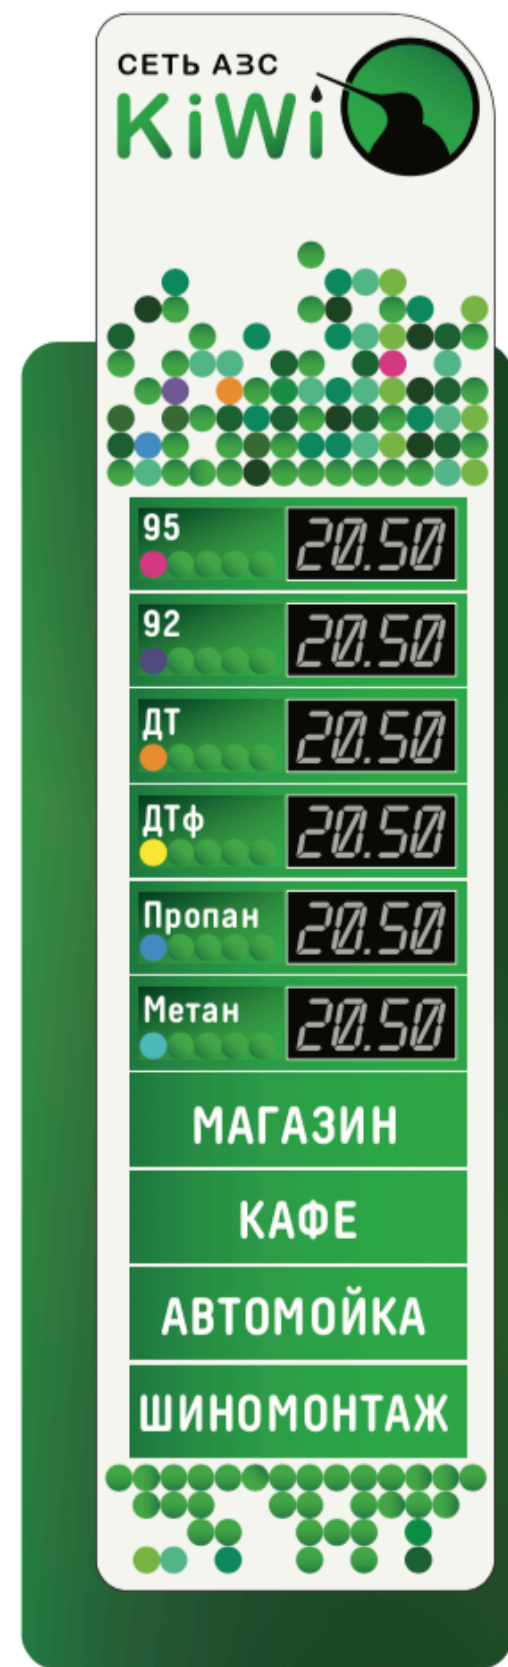 СЕТЬ АЗС
KiWi
95 20.50
92 20.50
ДТ 20.50
ДТф 20.50
Пропан 20.50
Метан 20.50
МАГАЗИН
КАФЕ
АВТОМОЙКА
ШИНОМОНТАЖ